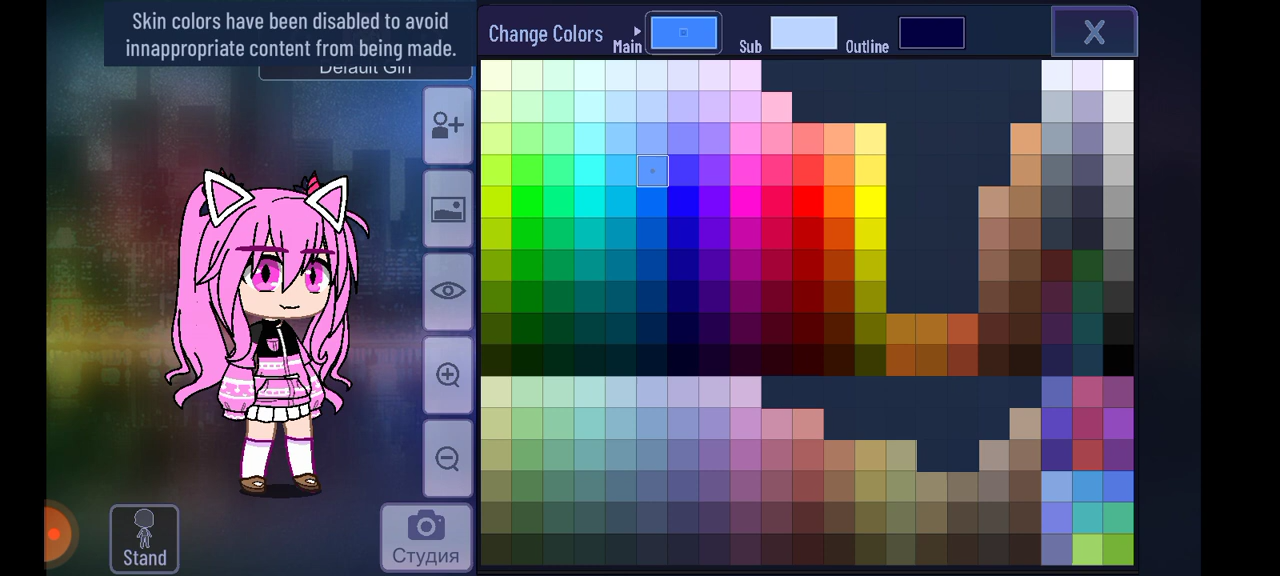 Skin colors have been disabled to avoid
innappropriate content from being made.
Default Girl
Change Colors
Main
Sub
Outline
X
Stand
Студия